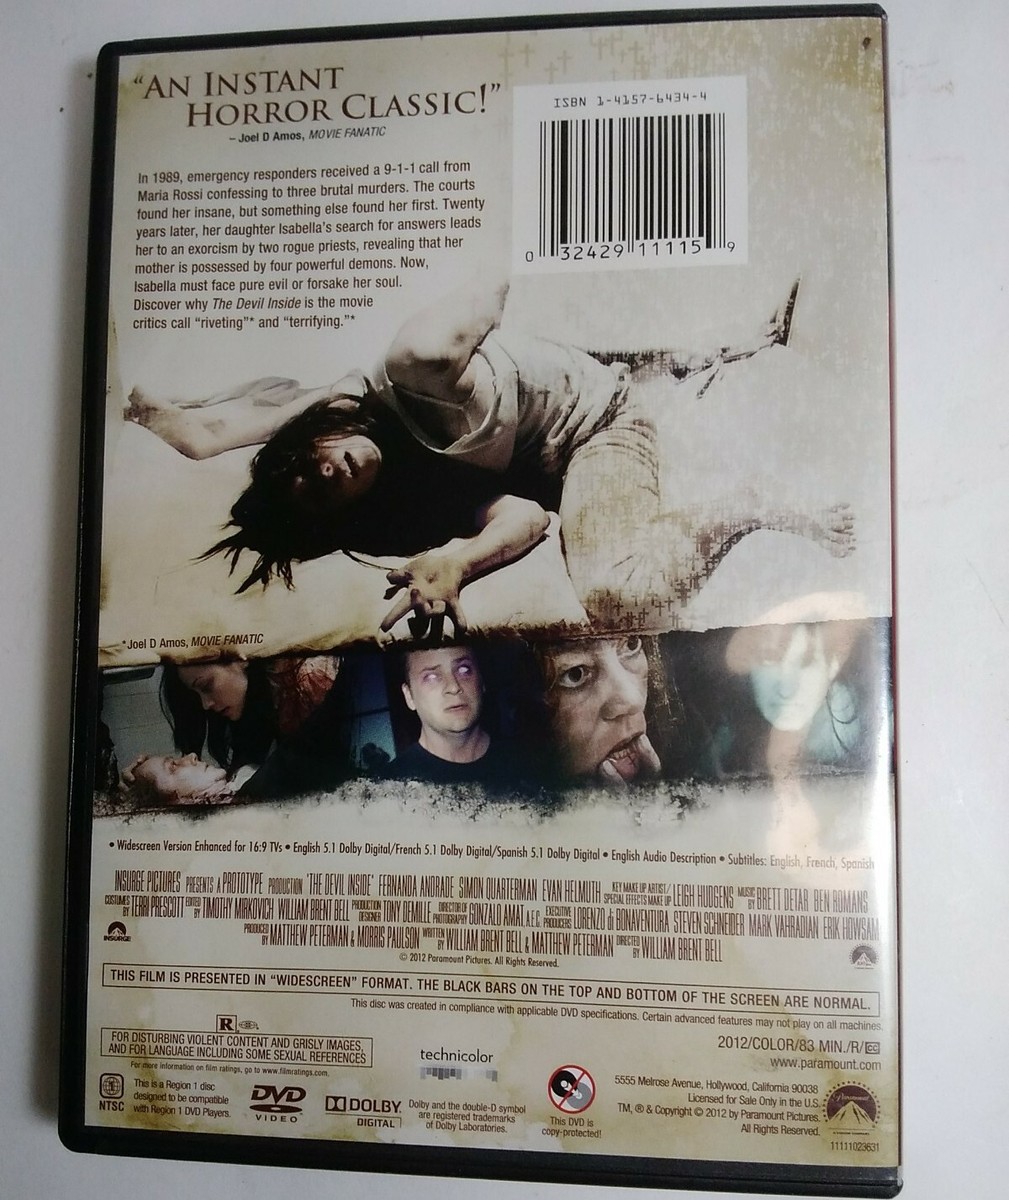 “AN INSTANT
HORROR CLASSIC!”
– Joel D Amos, MOVIE FANATIC
ISBN 1-4157-6434-4
0 32429 11115 9
In 1989, emergency responders received a 9-1-1 call from
Maria Rossi confessing to three brutal murders. The courts
found her insane, but something else found her first. Twenty
years later, her daughter Isabella's search for answers leads
her to an exorcism by two rogue priests, revealing that her
mother is possessed by four powerful demons. Now,
Isabella must face pure evil or forsake her soul.
Discover why The Devil Inside is the movie
critics call “riveting”* and “terrifying.”*
*Joel D Amos, MOVIE FANATIC
• Widescreen Version Enhanced for 16:9 TVs • English 5.1 Dolby Digital/French 5.1 Dolby Digital/Spanish 5.1 Dolby Digital • English Audio Description • Subtitles: English, French, Spanish
INSURGE PICTURES PRESENTS A PROTOTYPE PRODUCTION 'THE DEVIL INSIDE' FERNANDA ANDRADE SIMON QUARTERMAN EVAN HELMUTH KEY MAKE UP ARTIST/ SPECIAL EFFECTS MAKE UP LEIGH HUDGENS MUSIC BY BRETT DETAR BEN ROMANS
COSTUMES BY TERRI PRESCOTT EDITED BY TIMOTHY MIRKOVICH WILLIAM BRENT BELL PRODUCTION DESIGNER TONY DEMILLE DIRECTOR OF PHOTOGRAPHY GONZALO AMAT, A.E.C. EXECUTIVE PRODUCERS LORENZO di BONAVENTURA STEVEN SCHNEIDER MARK VAHRADIAN ERIK HOWSAM
INSURGE
PRODUCED BY MATTHEW PETERMAN & MORRIS PAULSON WRITTEN BY WILLIAM BRENT BELL & MATTHEW PETERMAN DIRECTED BY WILLIAM BRENT BELL
© 2012 Paramount Pictures. All Rights Reserved.
THIS FILM IS PRESENTED IN “WIDESCREEN” FORMAT. THE BLACK BARS ON THE TOP AND BOTTOM OF THE SCREEN ARE NORMAL.
This disc was created in compliance with applicable DVD specifications. Certain advanced features may not play on all machines.
R
FOR DISTURBING VIOLENT CONTENT AND GRISLY IMAGES,
AND FOR LANGUAGE INCLUDING SOME SEXUAL REFERENCES
For more information on film ratings, go to www.filmratings.com.
technicolor
2012/COLOR/83 MIN./R/CC
www.paramount.com
NTSC
This is a Region 1 disc
designed to be compatible
with Region 1 DVD Players.
DVD
VIDEO
DOLBY
DIGITAL
Dolby and the double-D symbol
are registered trademarks
of Dolby Laboratories.
This DVD is
copy-protected!
5555 Melrose Avenue, Hollywood, California 90038
Licensed for Sale Only in the U.S.
TM, ® & Copyright © 2012 by Paramount Pictures.
All Rights Reserved.
Paramount
11111023631